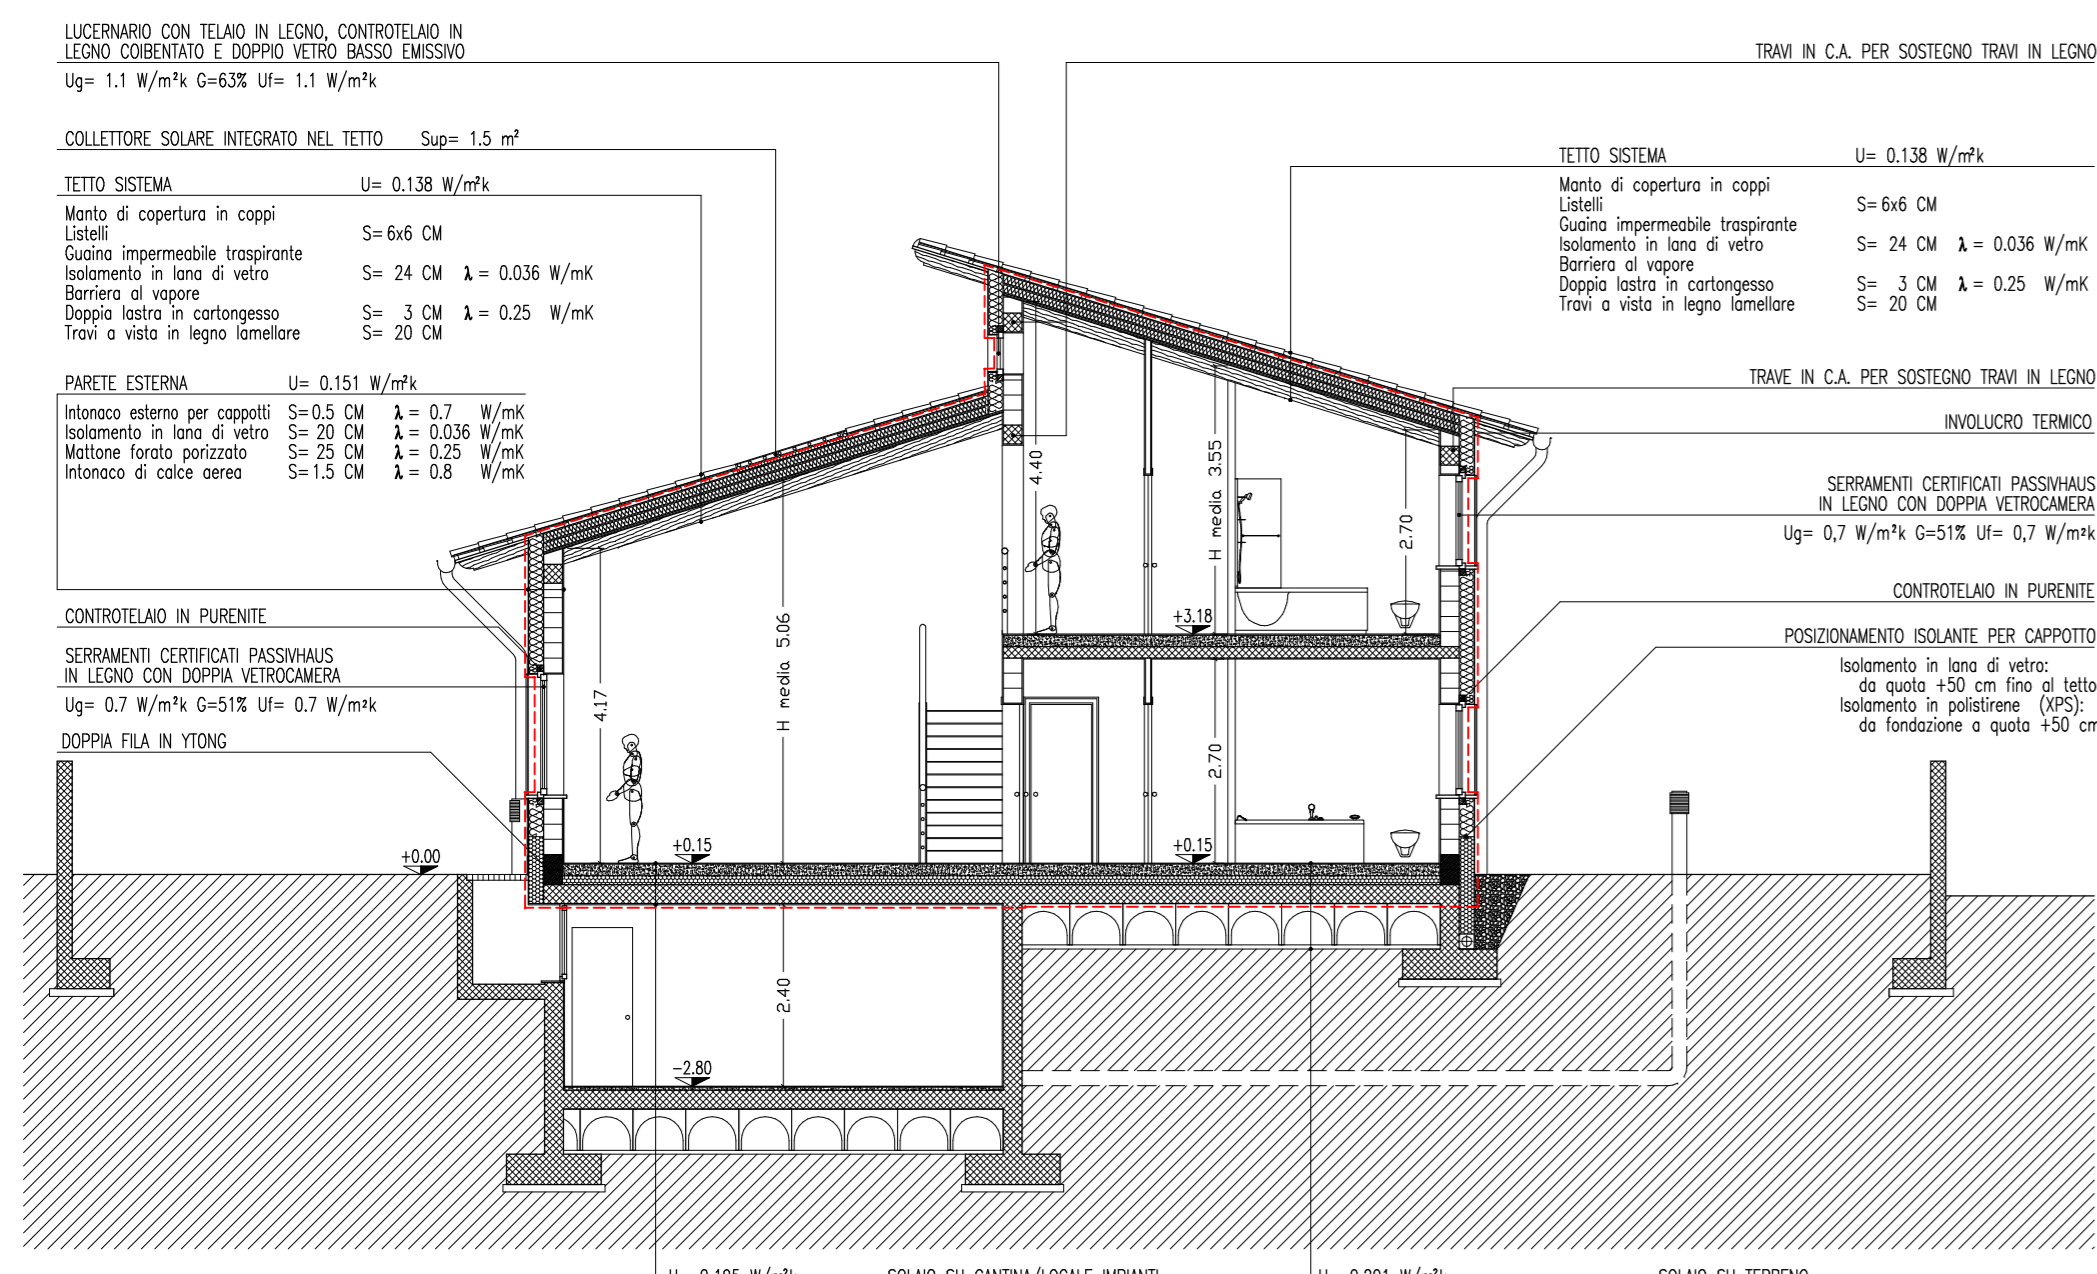 LUCERNARIO CON TELAIO IN LEGNO, CONTROTELAIO IN
LEGNO COIBENTATO E DOPPIO VETRO BASSO EMISSIVO
Ug= 1.1 W/m²k G=63% Uf= 1.1 W/m²k
COLLETTORE SOLARE INTEGRATO NEL TETTO Sup= 1.5 m²
TETTO SISTEMA U= 0.138 W/m²k
Manto di copertura in coppi
Listelli S= 6x6 CM
Guaina impermeabile traspirante
Isolamento in lana di vetro S= 24 CM λ = 0.036 W/mK
Barriera al vapore
Doppia lastra in cartongesso S= 3 CM λ = 0.25 W/mK
Travi a vista in legno lamellare S= 20 CM
PARETE ESTERNA U= 0.151 W/m²k
Intonaco esterno per cappotti S=0.5 CM λ = 0.7 W/mK
Isolamento in lana di vetro S= 20 CM λ = 0.036 W/mK
Mattone forato porizzato S= 25 CM λ = 0.25 W/mK
Intonaco di calce aerea S=1.5 CM λ = 0.8 W/mK
CONTROTELAIO IN PURENITE
SERRAMENTI CERTIFICATI PASSIVHAUS
IN LEGNO CON DOPPIA VETROCAMERA
Ug= 0.7 W/m²k G=51% Uf= 0.7 W/m²k
DOPPIA FILA IN YTONG
TRAVI IN C.A. PER SOSTEGNO TRAVI IN LEGNO
TETTO SISTEMA U= 0.138 W/m²k
Manto di copertura in coppi
Listelli S= 6x6 CM
Guaina impermeabile traspirante
Isolamento in lana di vetro S= 24 CM λ = 0.036 W/mK
Barriera al vapore
Doppia lastra in cartongesso S= 3 CM λ = 0.25 W/mK
Travi a vista in legno lamellare S= 20 CM
TRAVE IN C.A. PER SOSTEGNO TRAVI IN LEGNO
INVOLUCRO TERMICO
SERRAMENTI CERTIFICATI PASSIVHAUS
IN LEGNO CON DOPPIA VETROCAMERA
Ug= 0,7 W/m²k G=51% Uf= 0,7 W/m²k
CONTROTELAIO IN PURENITE
POSIZIONAMENTO ISOLANTE PER CAPPOTTO
Isolamento in lana di vetro:
da quota +50 cm fino al tetto
Isolamento in polistirene (XPS):
da fondazione a quota +50 cm
4.40
H media 3.55
2.70
+3.18
4.17
H media 5.06
2.70
+0.00
+0.15
+0.15
2.40
-2.80
U= 0.195 W/m²k SOLAIO SU CANTINA/LOCALE IMPIANTI
U= 0.201 W/m²k SOLAIO SU TERRENO